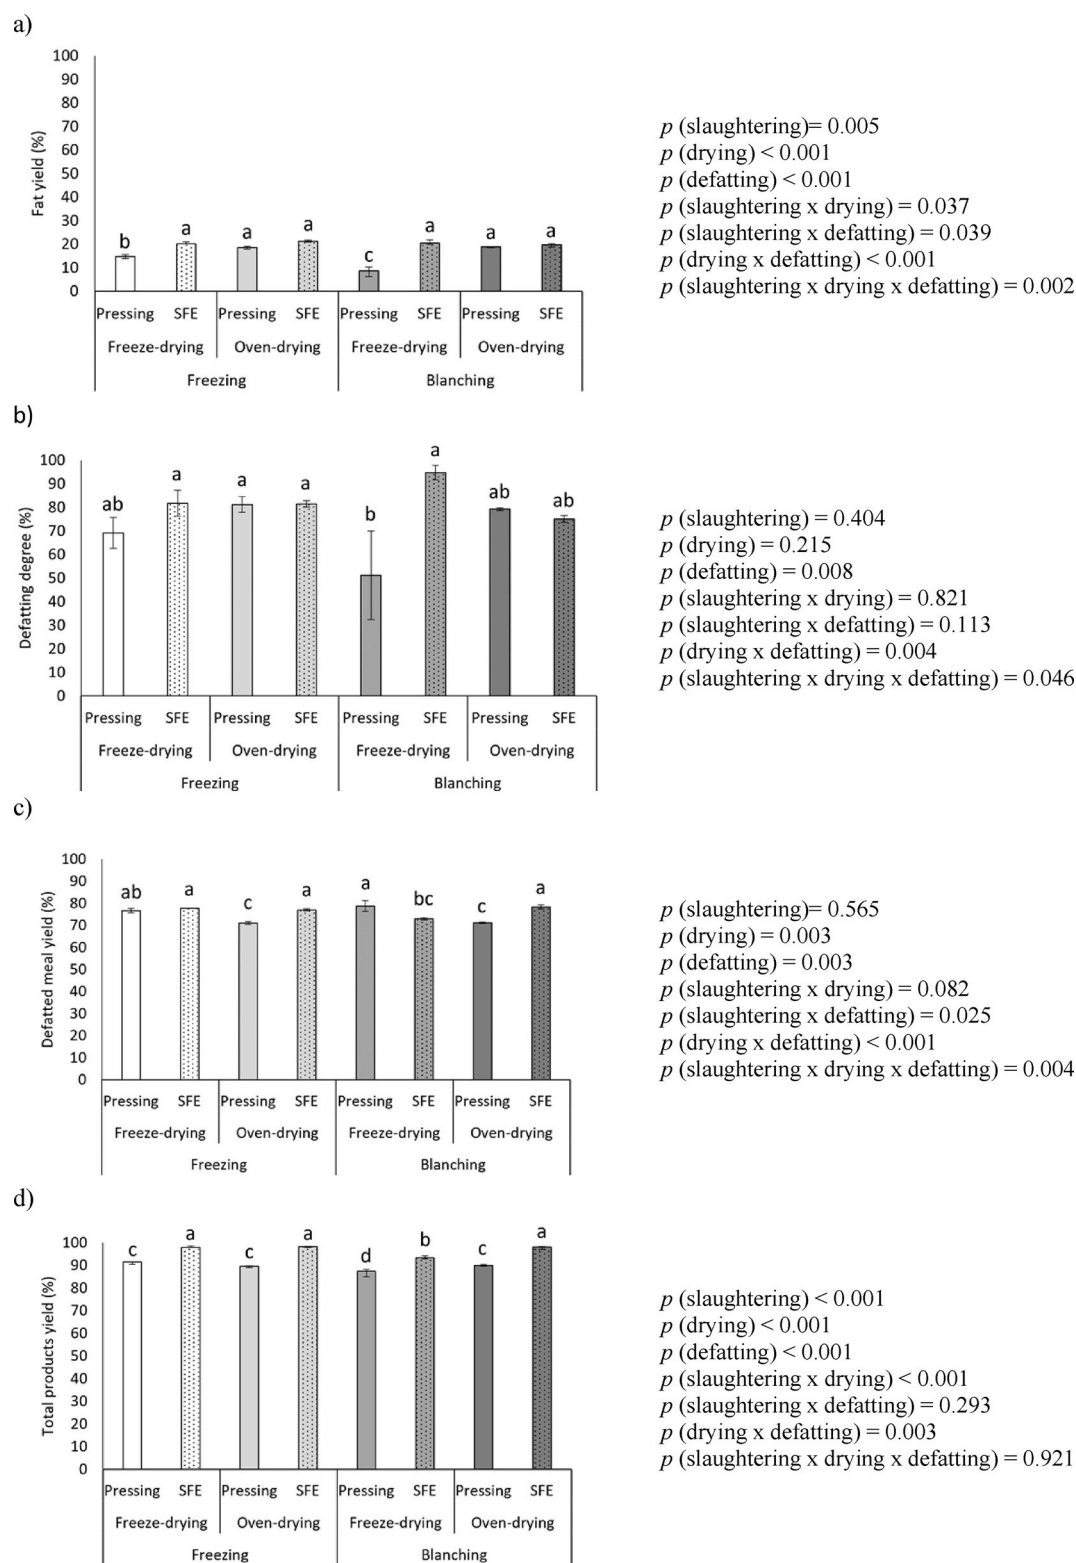 a)
100
90
80
70
60
50
40
30
20
10
0
Fat yield (%)
b a a a c a a a
Pressing SFE Pressing SFE Pressing SFE Pressing SFE
Freeze-drying Oven-drying Freeze-drying Oven-drying
Freezing Blanching
p (slaughtering)= 0.005
p (drying) < 0.001
p (defatting) < 0.001
p (slaughtering x drying) = 0.037
p (slaughtering x defatting) = 0.039
p (drying x defatting) < 0.001
p (slaughtering x drying x defatting) = 0.002
b)
100
90
80
70
60
50
40
30
20
10
0
Defatting degree (%)
ab a a a b a ab ab
Pressing SFE Pressing SFE Pressing SFE Pressing SFE
Freeze-drying Oven-drying Freeze-drying Oven-drying
Freezing Blanching
p (slaughtering) = 0.404
p (drying) = 0.215
p (defatting) = 0.008
p (slaughtering x drying) = 0.821
p (slaughtering x defatting) = 0.113
p (drying x defatting) = 0.004
p (slaughtering x drying x defatting) = 0.046
c)
100
90
80
70
60
50
40
30
20
10
0
Defatted meal yield (%)
ab a c a a bc c a
Pressing SFE Pressing SFE Pressing SFE Pressing SFE
Freeze-drying Oven-drying Freeze-drying Oven-drying
Freezing Blanching
p (slaughtering)= 0.565
p (drying) = 0.003
p (defatting) = 0.003
p (slaughtering x drying) = 0.082
p (slaughtering x defatting) = 0.025
p (drying x defatting) < 0.001
p (slaughtering x drying x defatting) = 0.004
d)
100
90
80
70
60
50
40
30
20
10
0
Total products yield (%)
c a c a d b c a
Pressing SFE Pressing SFE Pressing SFE Pressing SFE
Freeze-drying Oven-drying Freeze-drying Oven-drying
Freezing Blanching
p (slaughtering) < 0.001
p (drying) < 0.001
p (defatting) < 0.001
p (slaughtering x drying) < 0.001
p (slaughtering x defatting) = 0.293
p (drying x defatting) = 0.003
p (slaughtering x drying x defatting) = 0.921